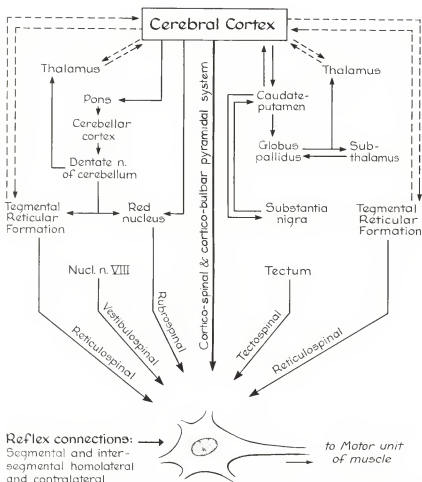 Cerebral Cortex
Thalamus
Pons
Cerebellar
cortex
Dentate n.
of cerebellum
Tegmental
Reticular
Formation
Red
nucleus
Nucl. n. VIII
Reticulospinal
Vestibulospinal
Rubrospinal
Cortico-spinal & cortico-bulbar pyramidal system
Thalamus
Caudate-
putamen
Globus
pallidus
Sub-
thalamus
Substantia
nigra
Tegmental
Reticular
Formation
Tectum
Tectospinal
Reticulospinal
Reflex connections:
Segmental and inter-
segmental homolateral
and contralateral
to Motor unit
of muscle